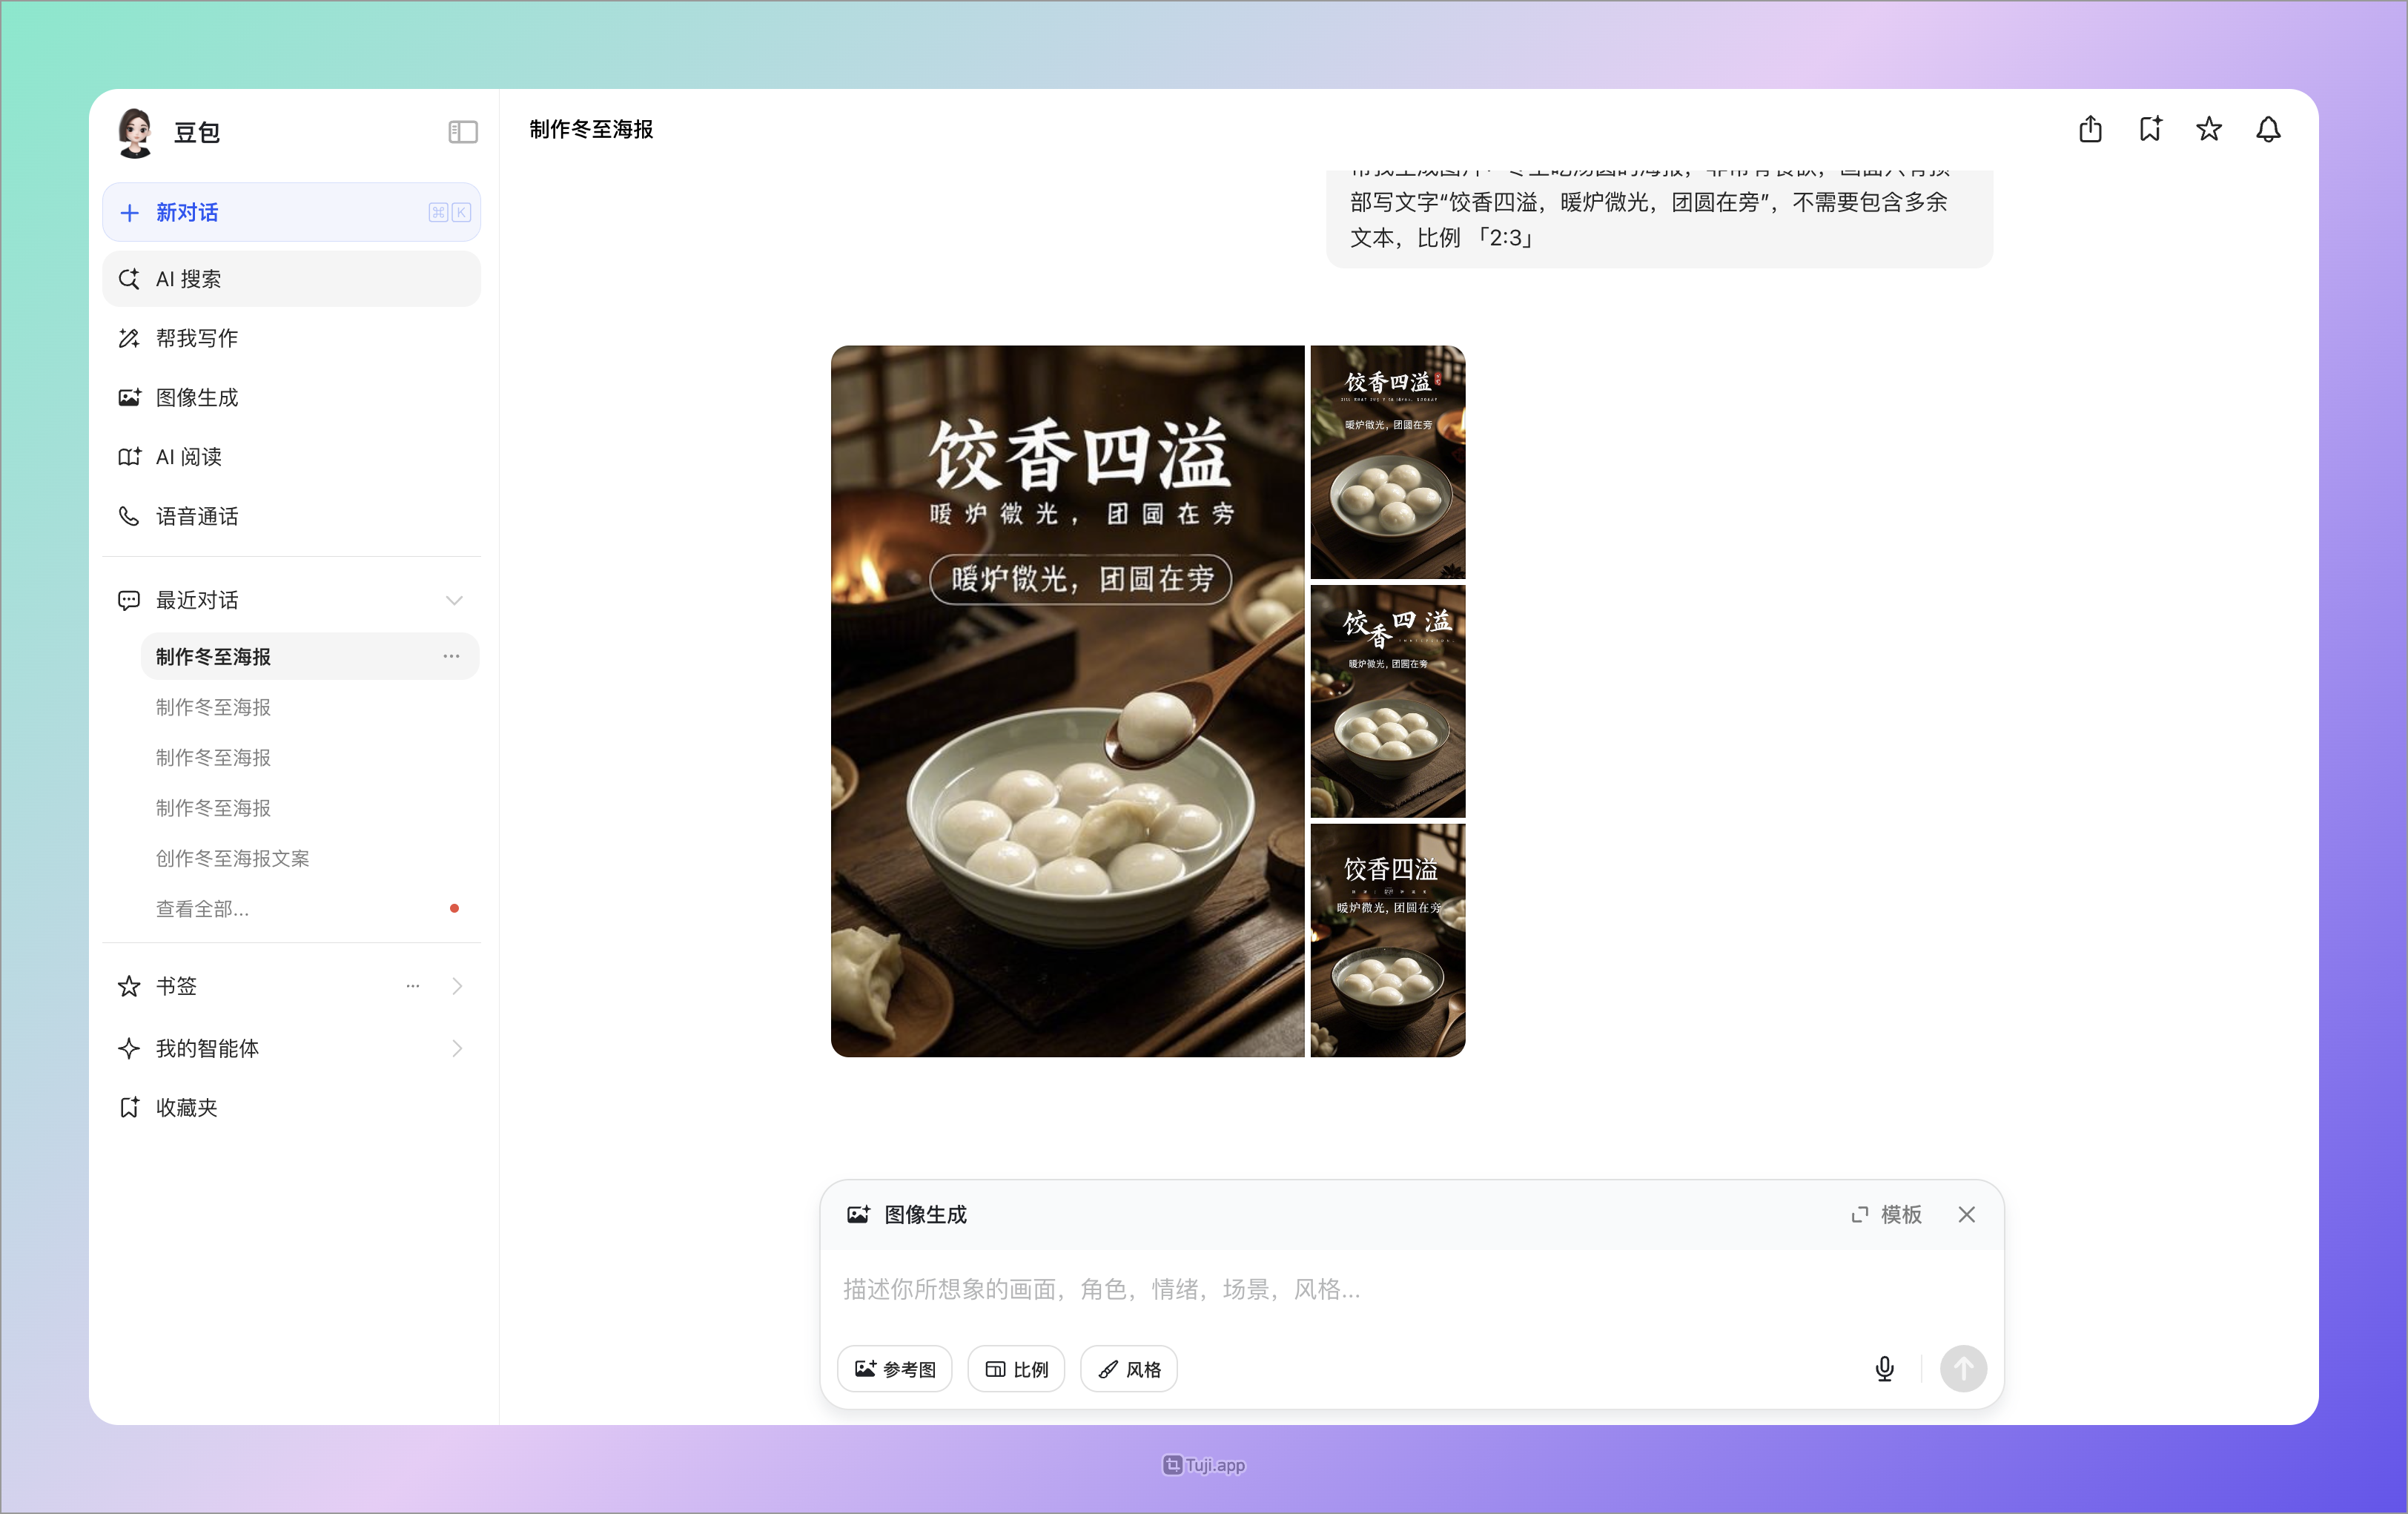 豆包
新对话
⌘ K
AI 搜索
帮我写作
图像生成
AI 阅读
语音通话
最近对话
制作冬至海报
制作冬至海报
制作冬至海报
制作冬至海报
创作冬至海报文案
查看全部...
书签
我的智能体
收藏夹
制作冬至海报
部写文字“饺香四溢，暖炉微光，团圆在旁”，不需要包含多余
文本，比例 「2:3」
饺香四溢
暖炉微光，团圆在旁
暖炉微光，团圆在旁
饺香四溢
暖炉微光，团圆在旁
饺香四溢
暖炉微光，团圆在旁
饺香四溢
暖炉微光，团圆在旁
图像生成
模板
描述你所想象的画面，角色，情绪，场景，风格...
参考图
比例
风格
Tuji.app